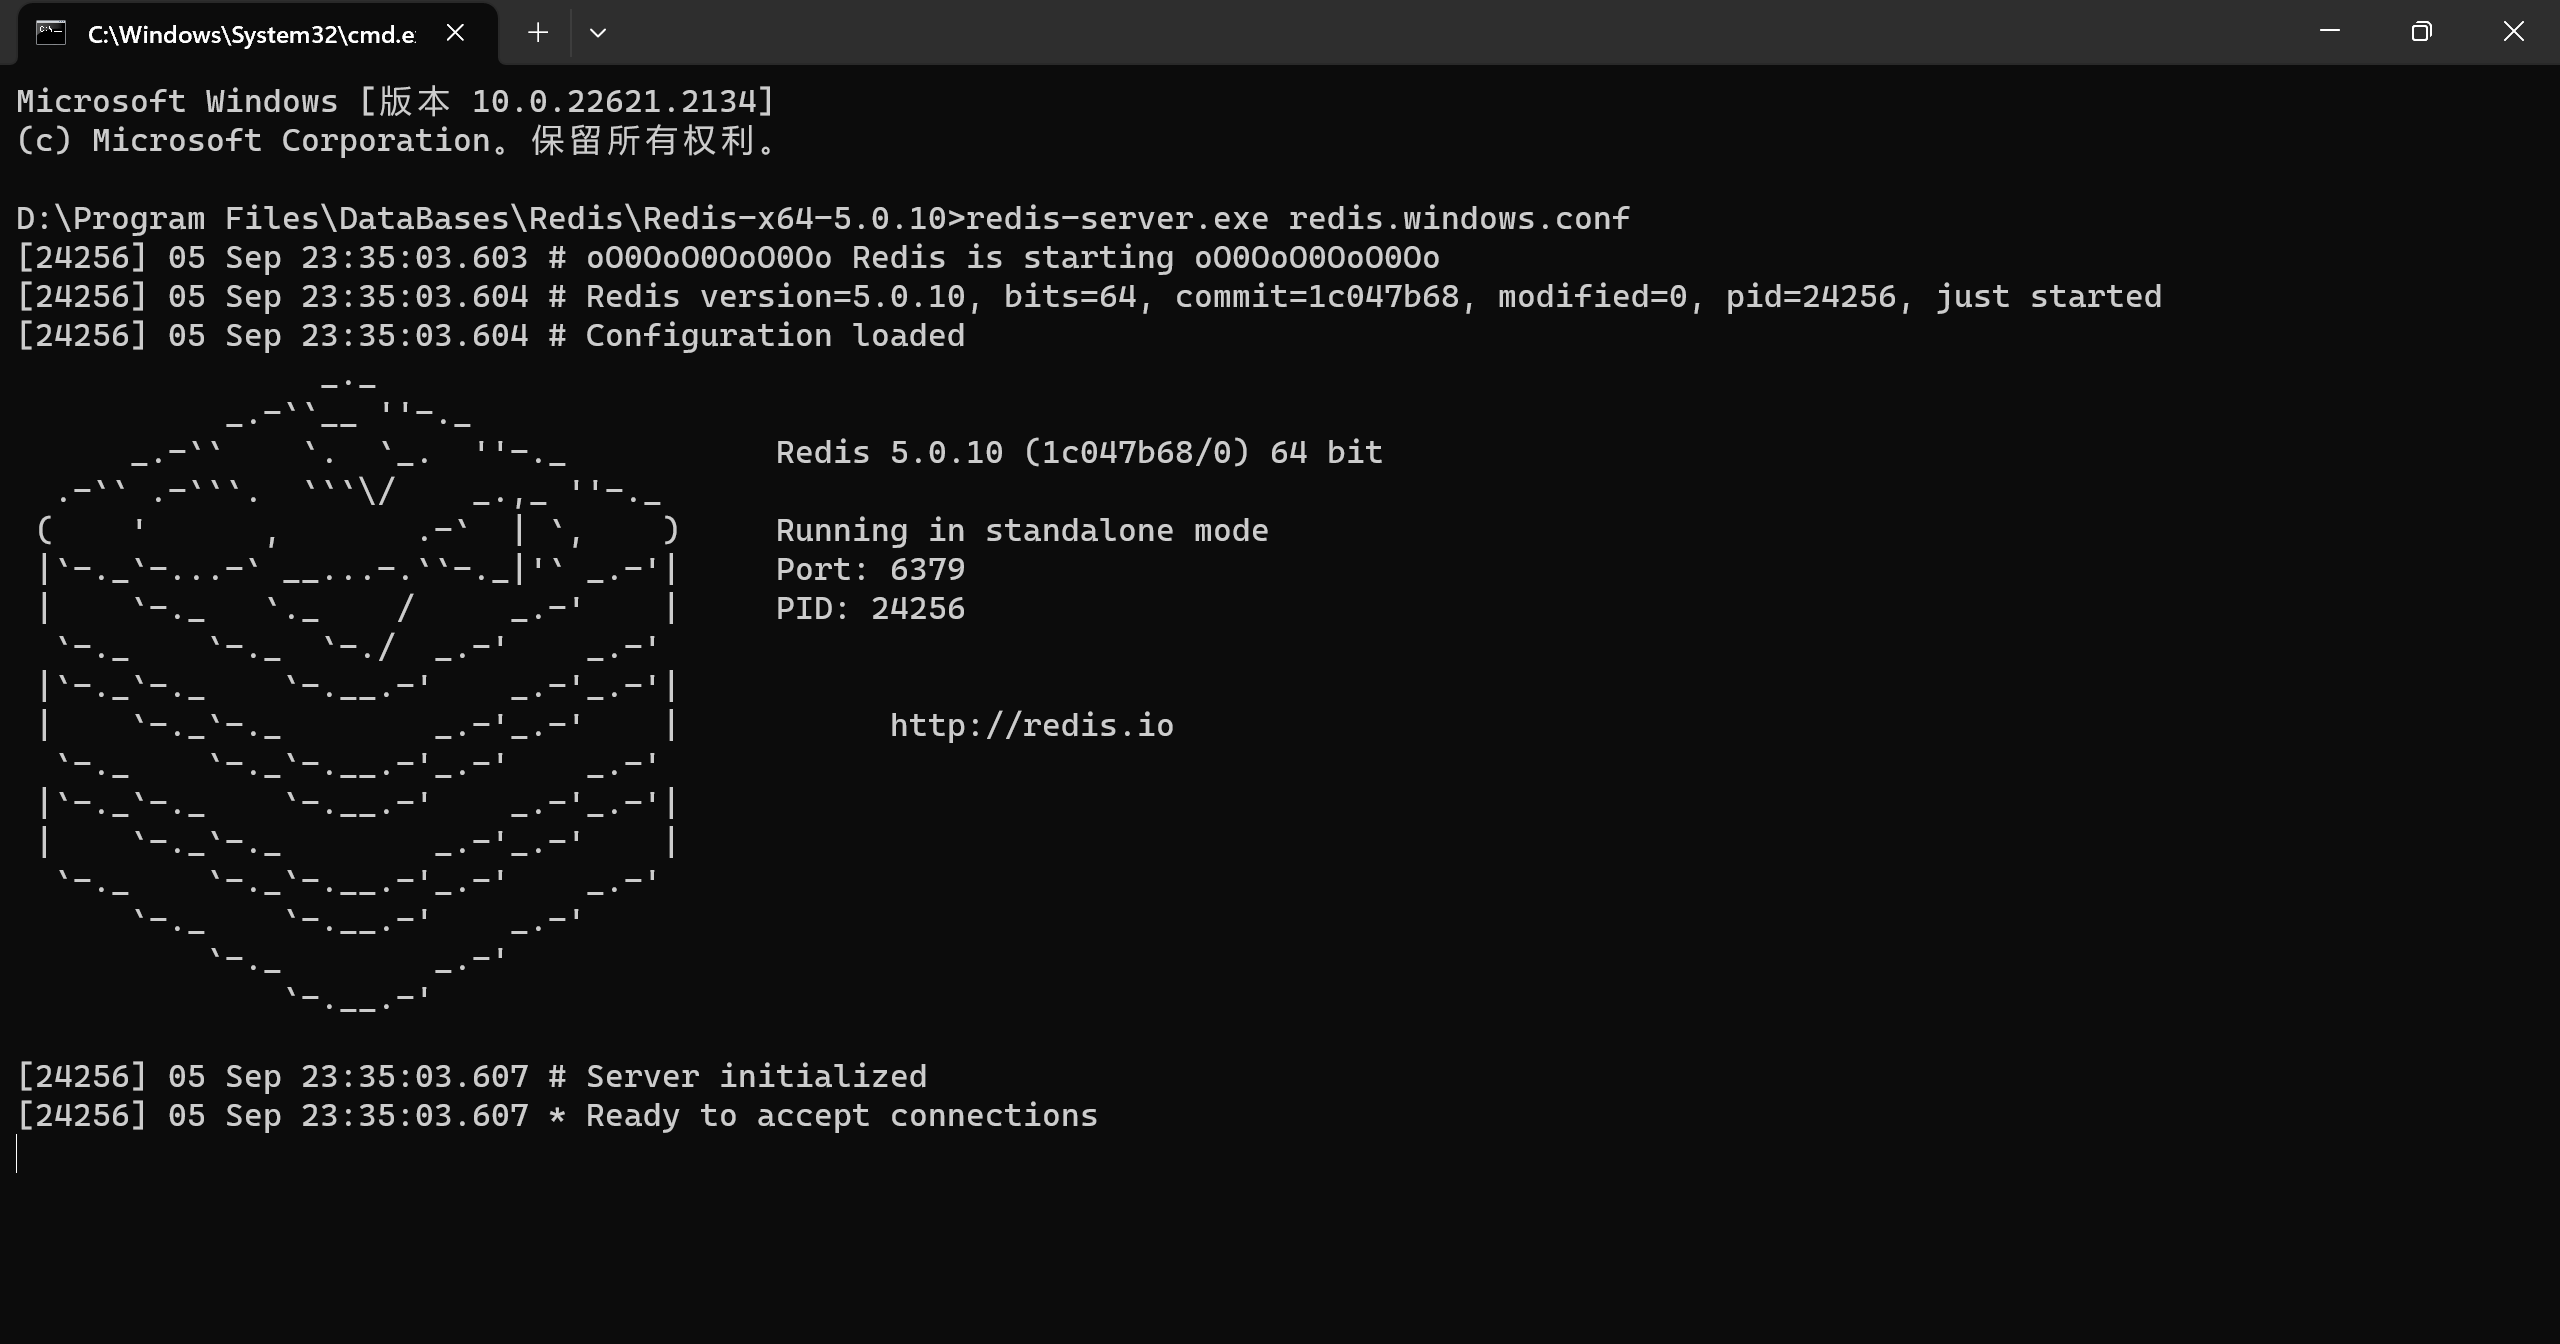 C:\Windows\System32\cmd.e
Microsoft Windows [版本 10.0.22621.2134]
(c) Microsoft Corporation。保留所有权利。
D:\Program Files\DataBases\Redis\Redis-x64-5.0.10>redis-server.exe redis.windows.conf
[24256] 05 Sep 23:35:03.603 # oO0OoO0OoO0Oo Redis is starting oO0OoO0OoO0Oo
[24256] 05 Sep 23:35:03.604 # Redis version=5.0.10, bits=64, commit=1c047b68, modified=0, pid=24256, just started
[24256] 05 Sep 23:35:03.604 # Configuration loaded
Redis 5.0.10 (1c047b68/0) 64 bit
Running in standalone mode
Port: 6379
PID: 24256
http://redis.io
[24256] 05 Sep 23:35:03.607 # Server initialized
[24256] 05 Sep 23:35:03.607 * Ready to accept connections